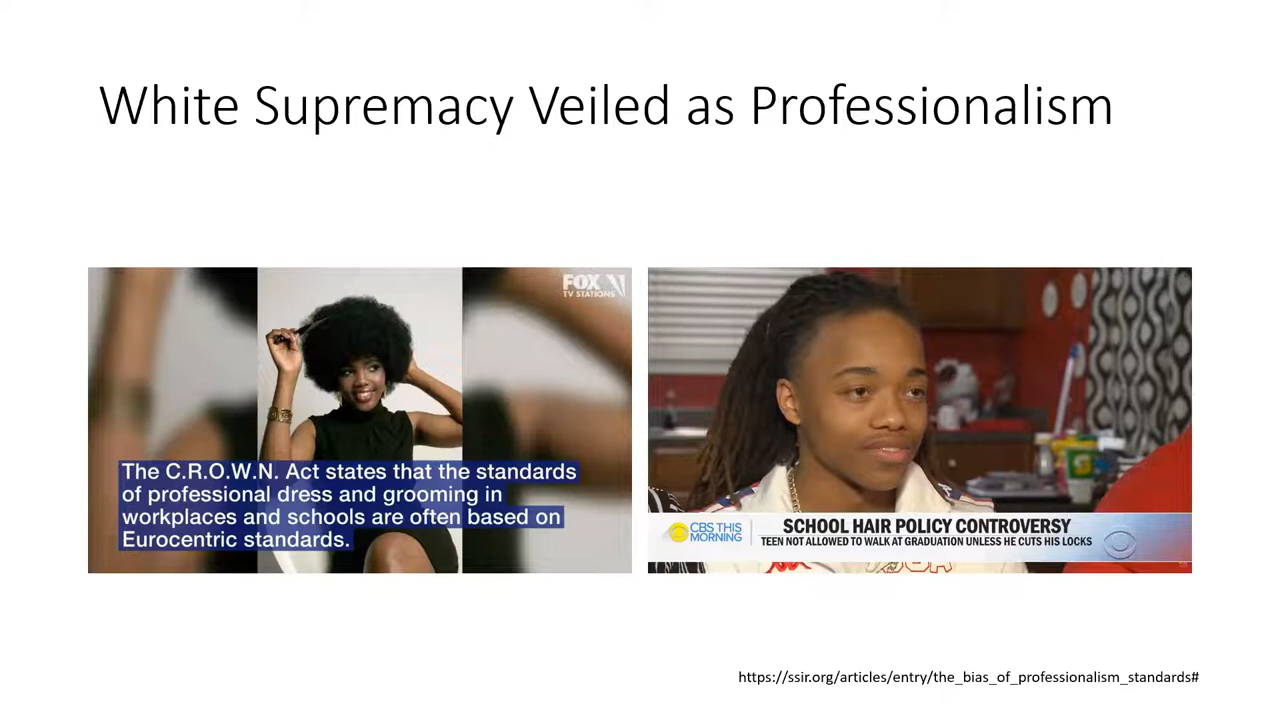 White Supremacy Veiled as Professionalism
FOX
TV STATIONS
The C.R.O.W.N. Act states that the standards
of professional dress and grooming in
workplaces and schools are often based on
Eurocentric standards.
CBS THIS
MORNING
SCHOOL HAIR POLICY CONTROVERSY
TEEN NOT ALLOWED TO WALK AT GRADUATION UNLESS HE CUTS HIS LOCKS
https://ssir.org/articles/entry/the_bias_of_professionalism_standards#